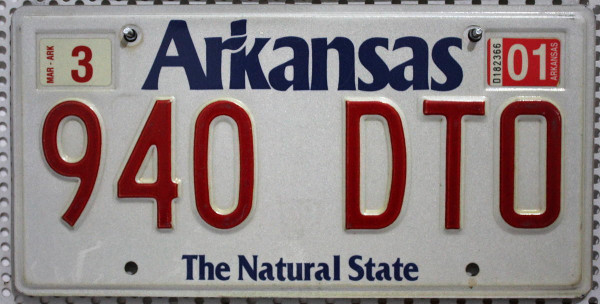 MAR - ARK
3
Arkansas
D182366
01
ARKANSAS
940 DTO
The Natural State